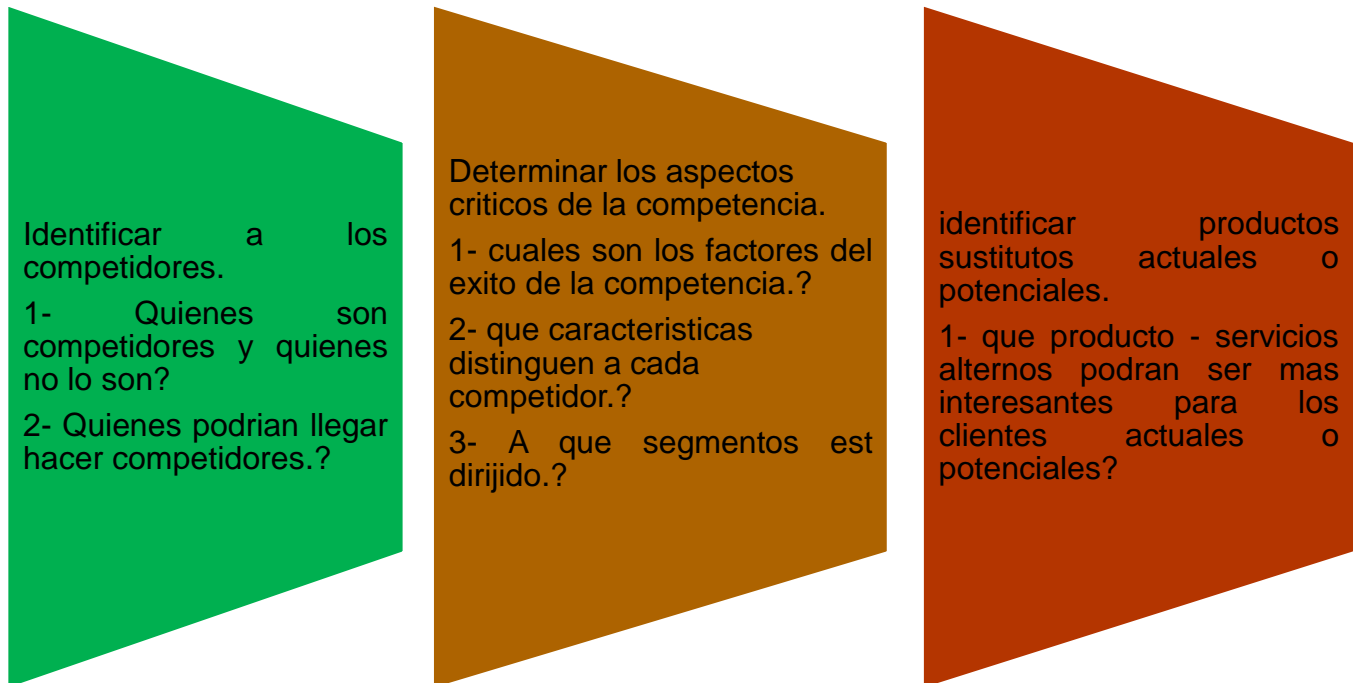 Identificar a los
competidores.
1- Quienes son
competidores y quienes
no lo son?
2- Quienes podrian llegar
hacer competidores.?
Determinar los aspectos
criticos de la competencia.
1- cuales son los factores del
exito de la competencia.?
2- que caracteristicas
distinguen a cada
competidor.?
3- A que segmentos est
dirijido.?
identificar productos
sustitutos actuales o
potenciales.
1- que producto - servicios
alternos podran ser mas
interesantes para los
clientes actuales o
potenciales?